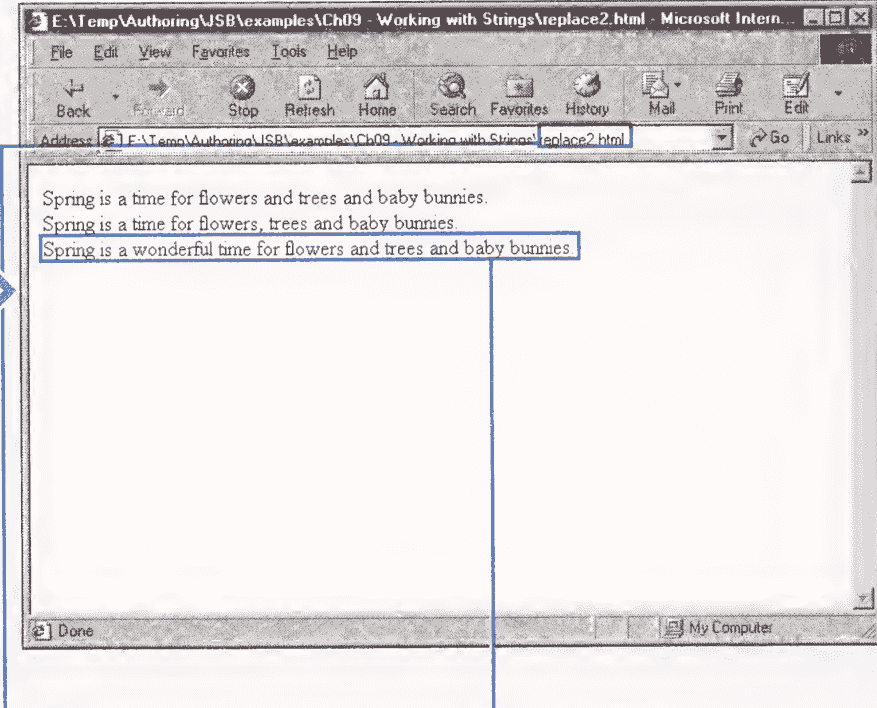 E:\Temp\Authoring\JSB\examples\Ch09 - Working with Strings\replace2.html - Microsoft Intern...
File Edit View Favorites Tools Help
Back Forward Stop Refresh Home Search Favorites History Mail Print Edit
Address E:\Temp\Authoring\JSB\examples\Ch09 - Working with Strings\replace2.html Go Links »
Spring is a time for flowers and trees and baby bunnies.
Spring is a time for flowers, trees and baby bunnies.
Spring is a wonderful time for flowers and trees and baby bunnies.
Done My Computer